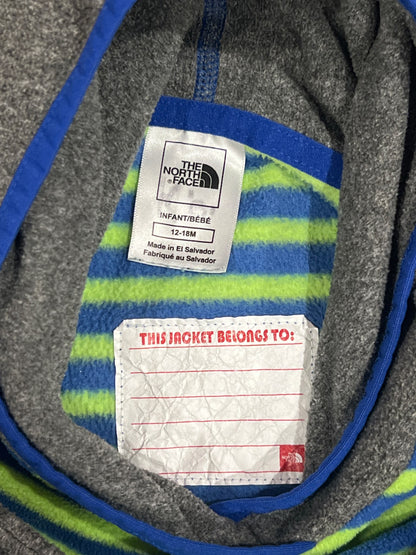 THE
NORTH
FACE
INFANT/BÉBÉ
12-18M
Made in El Salvador
Fabriqué au Salvador
THIS JACKET BELONGS TO: